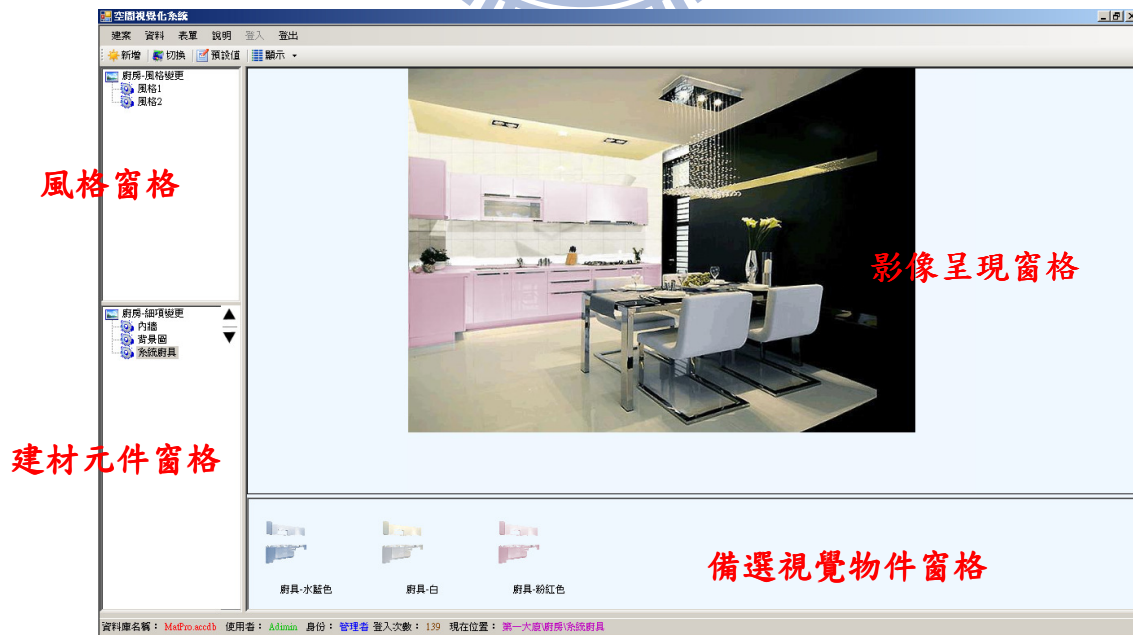 空間視覺化系統
建案 資料 表單 說明 登入 登出
新增 切換 預設值 顯示
廚房-風格變更
風格1
風格2
風格窗格
影像呈現窗格
廚房-細項變更
內牆
背景圖
系統廚具
建材元件窗格
備選視覺物件窗格
廚具-水藍色 廚具-白 廚具-粉紅色
資料庫名稱： MatPro.accdb 使用者： Adimin 身份： 管理者 登入次數： 139 現在位置： 第一大廈\廚房\系統廚具